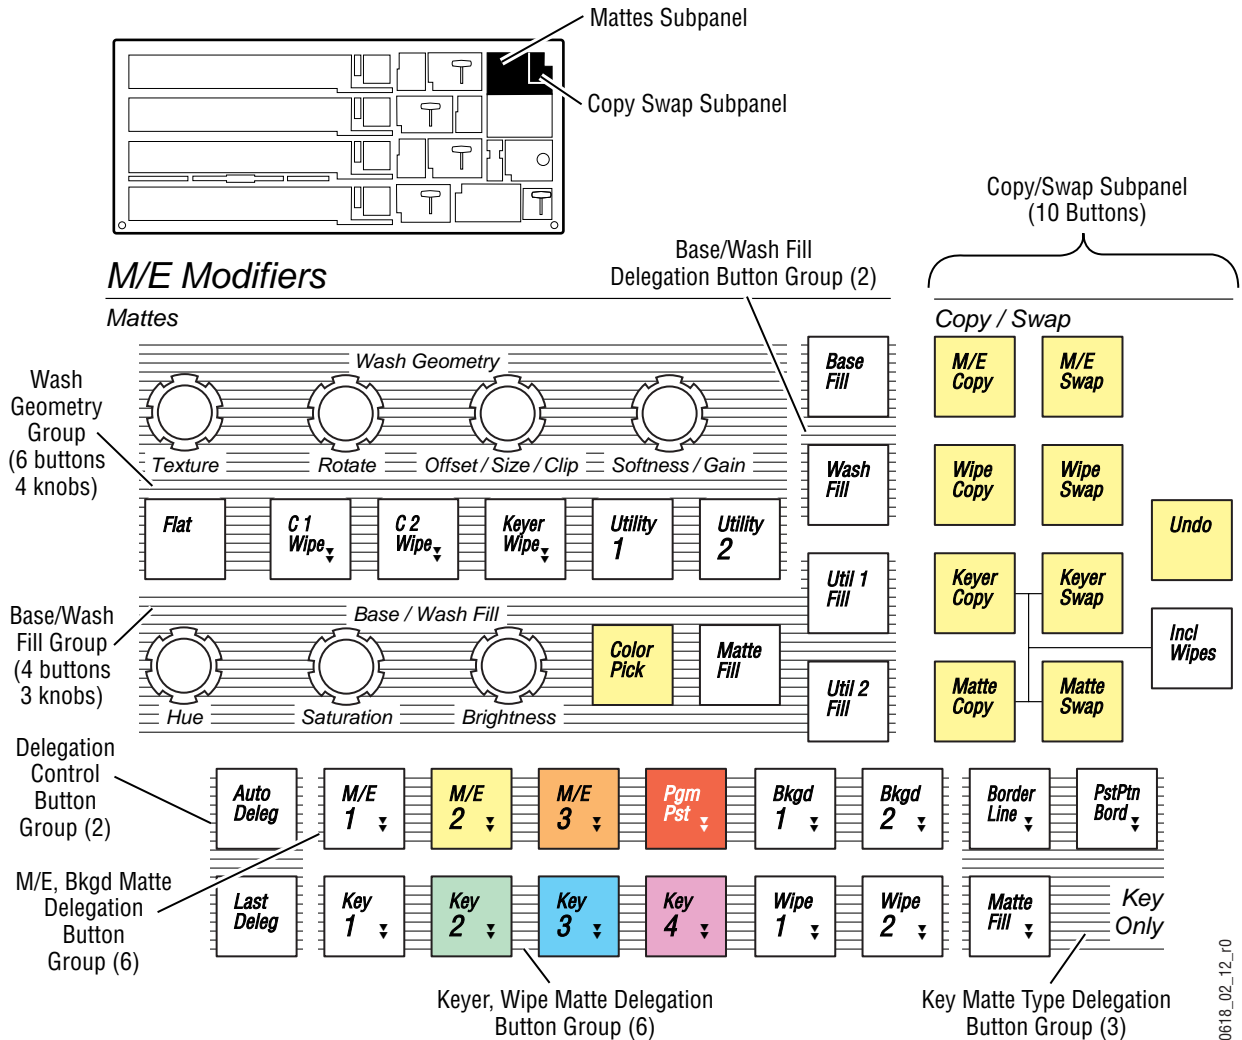 Mattes Subpanel
Copy Swap Subpanel
Copy/Swap Subpanel
(10 Buttons)
Base/Wash Fill
Delegation Button Group (2)
M/E Modifiers
Mattes
Copy / Swap
Wash Geometry
Wash
Geometry
Group
(6 buttons
4 knobs)
Texture
Rotate
Offset / Size / Clip
Softness / Gain
Base
Fill
M/E
Copy
M/E
Swap
Wash
Fill
Wipe
Copy
Wipe
Swap
Flat
C 1
Wipe
C 2
Wipe
Keyer
Wipe
Utility
1
Utility
2
Undo
Util 1
Fill
Keyer
Copy
Keyer
Swap
Base/Wash
Fill Group
(4 buttons
3 knobs)
Base / Wash Fill
Color
Pick
Matte
Fill
Incl
Wipes
Hue
Saturation
Brightness
Util 2
Fill
Matte
Copy
Matte
Swap
Delegation
Control
Button
Group (2)
Auto
Deleg
M/E
1
M/E
2
M/E
3
Pgm
Pst
Bkgd
1
Bkgd
2
Border
Line
PstPtn
Bord
M/E, Bkgd Matte
Delegation
Button
Group (6)
Last
Deleg
Key
1
Key
2
Key
3
Key
4
Wipe
1
Wipe
2
Matte
Fill
Key
Only
Keyer, Wipe Matte Delegation
Button Group (6)
Key Matte Type Delegation
Button Group (3)
0618_02_12_r0